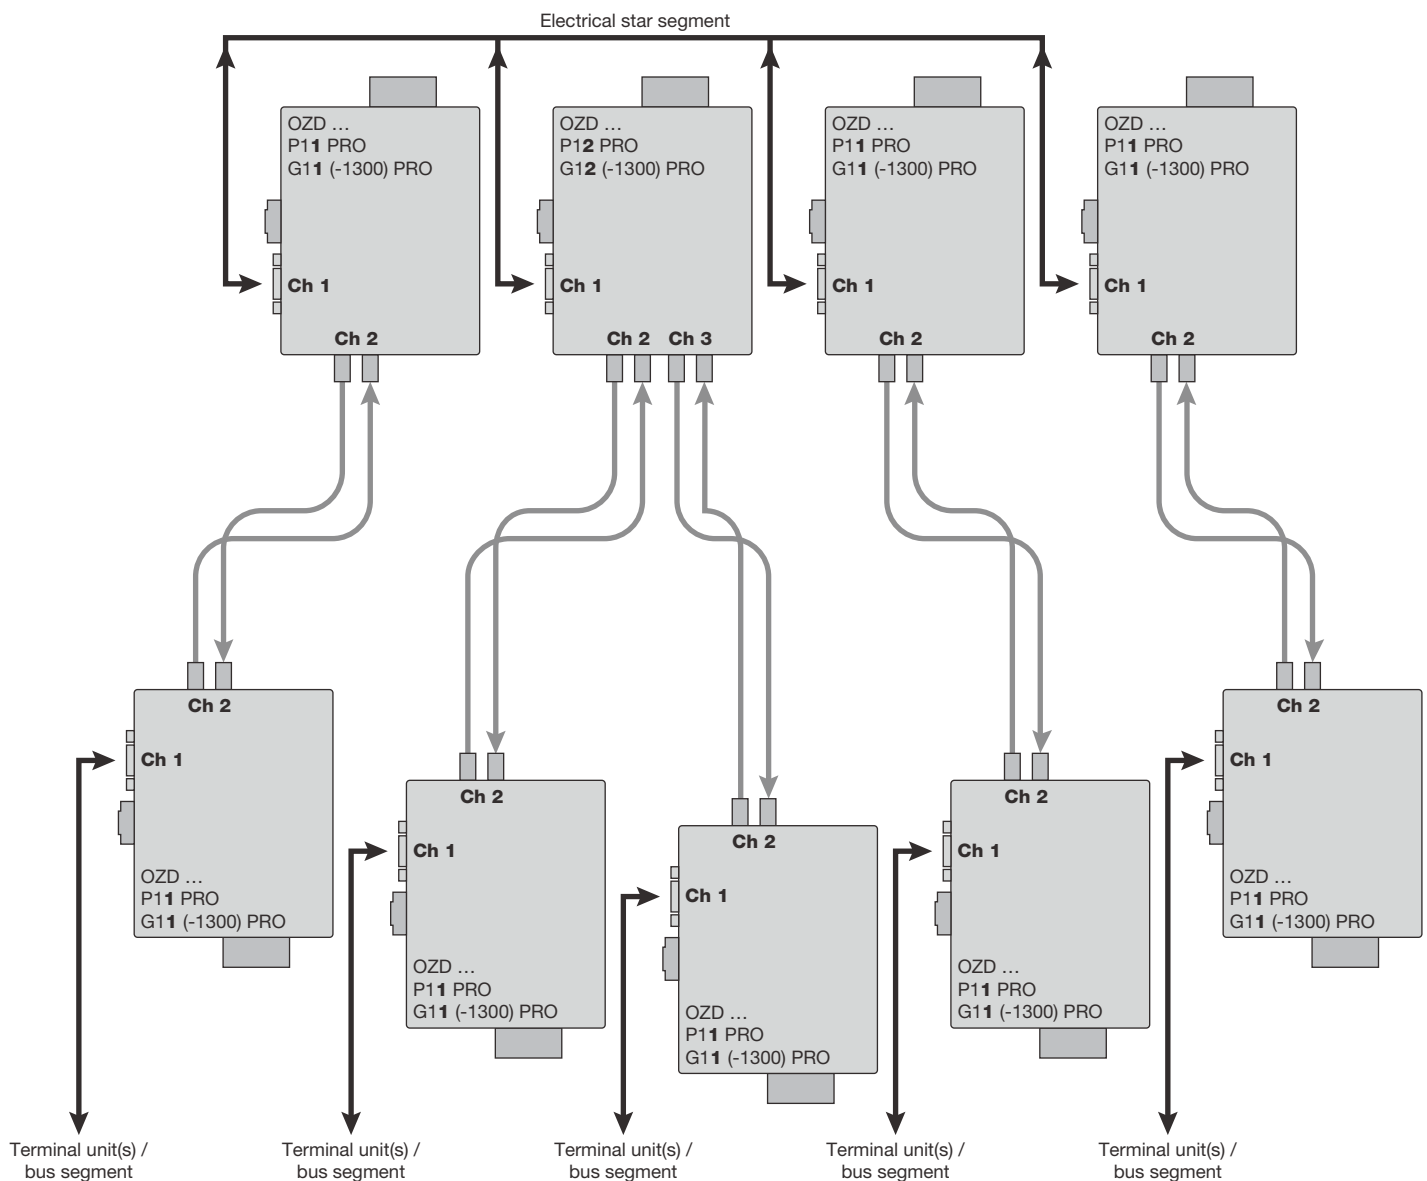 Electrical star segment
OZD ...
P11 PRO
G11 (-1300) PRO
Ch 1
Ch 2
OZD ...
P12 PRO
G12 (-1300) PRO
Ch 1
Ch 2 Ch 3
OZD ...
P11 PRO
G11 (-1300) PRO
Ch 1
Ch 2
OZD ...
P11 PRO
G11 (-1300) PRO
Ch 1
Ch 2
Ch 2
Ch 1
OZD ...
P11 PRO
G11 (-1300) PRO
Ch 2
Ch 1
OZD ...
P11 PRO
G11 (-1300) PRO
Ch 2
Ch 1
OZD ...
P11 PRO
G11 (-1300) PRO
Ch 2
Ch 1
OZD ...
P11 PRO
G11 (-1300) PRO
Ch 2
Ch 1
OZD ...
P11 PRO
G11 (-1300) PRO
Terminal unit(s) /
bus segment
Terminal unit(s) /
bus segment
Terminal unit(s) /
bus segment
Terminal unit(s) /
bus segment
Terminal unit(s) /
bus segment